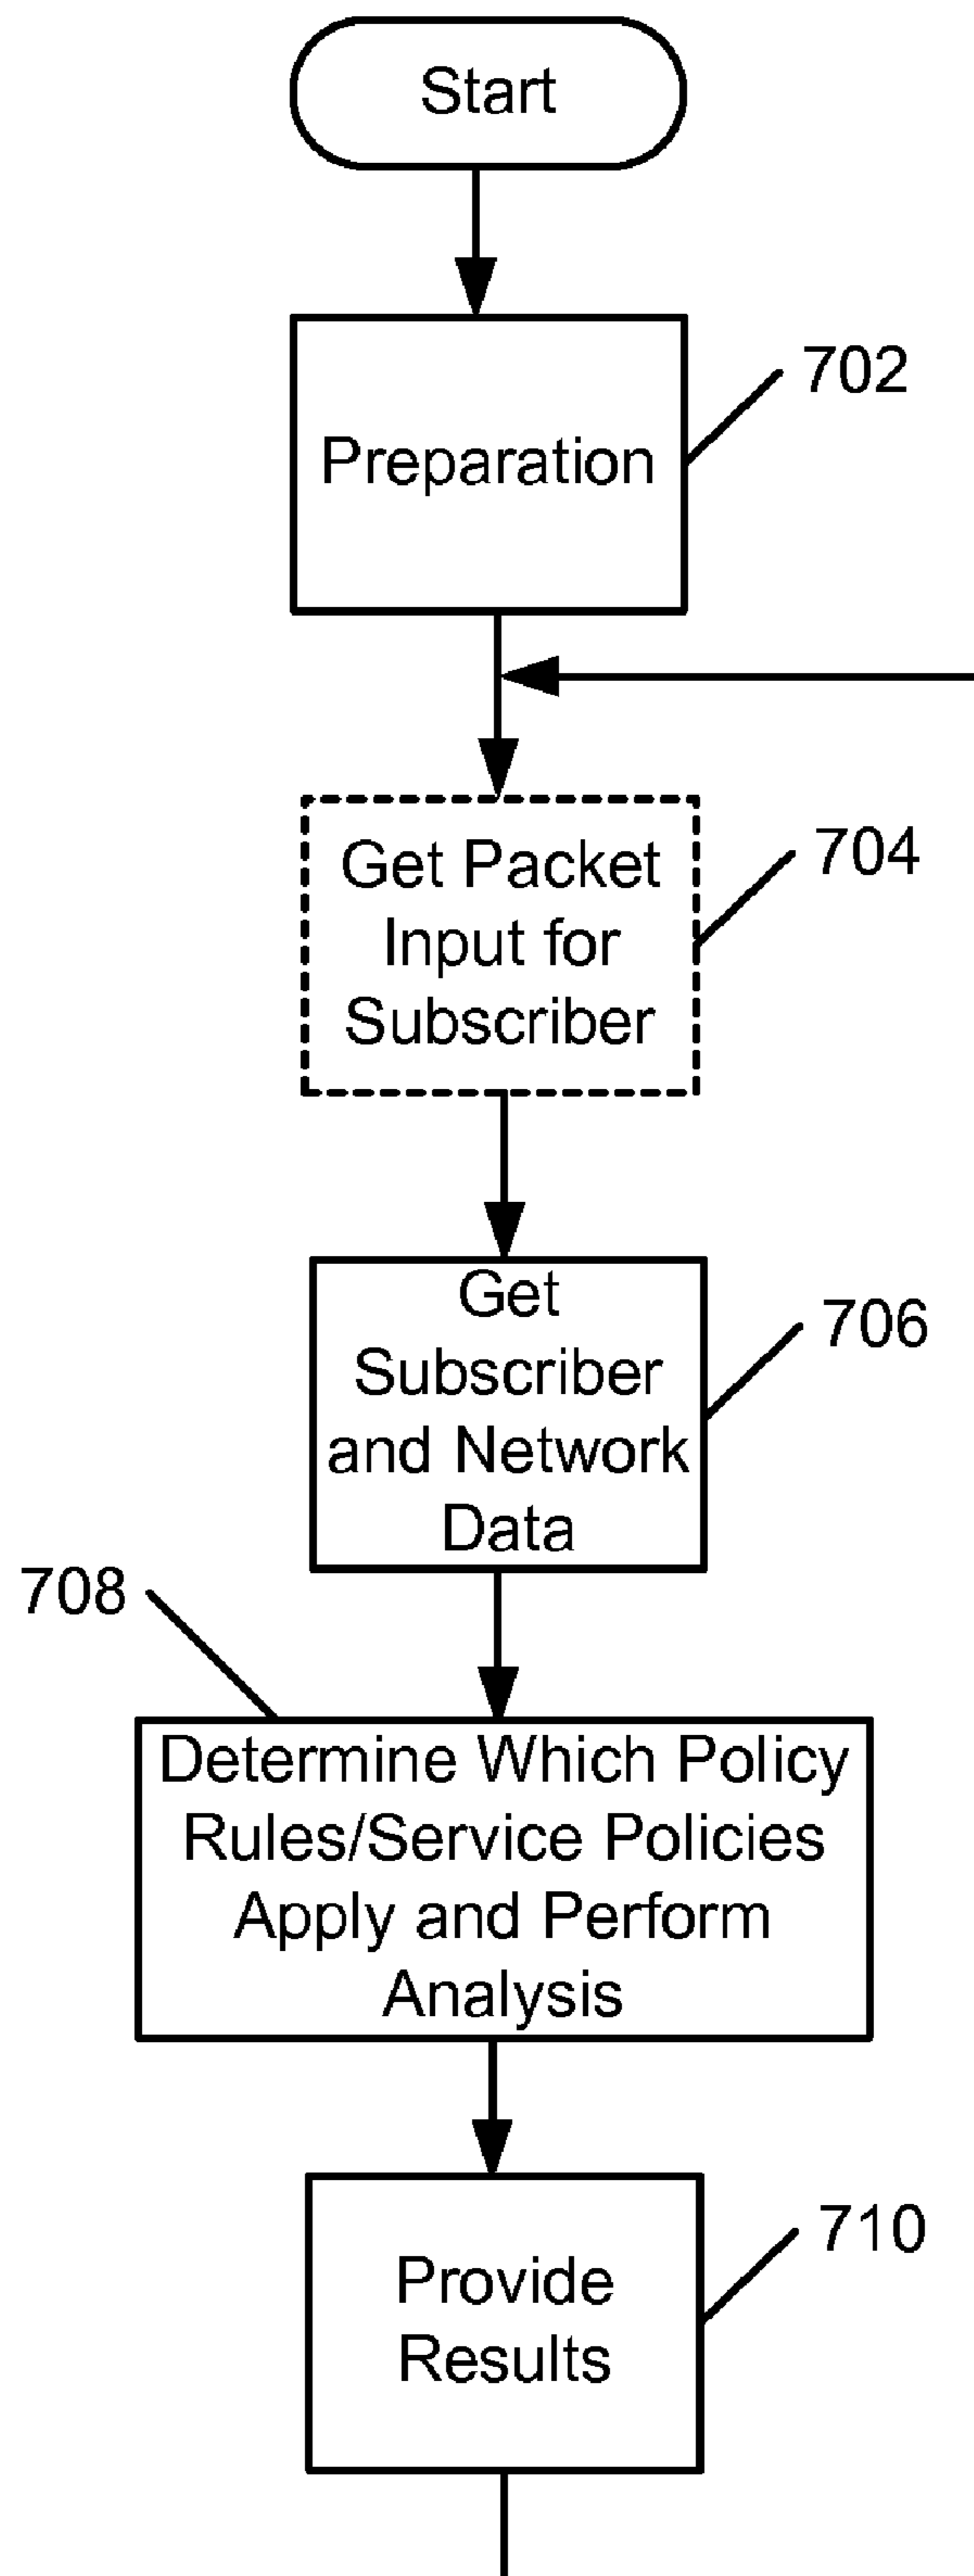 Start
702
Preparation
704
Get Packet
Input for
Subscriber
706
Get
Subscriber
and Network
Data
708
Determine Which Policy
Rules/Service Policies
Apply and Perform
Analysis
710
Provide
Results